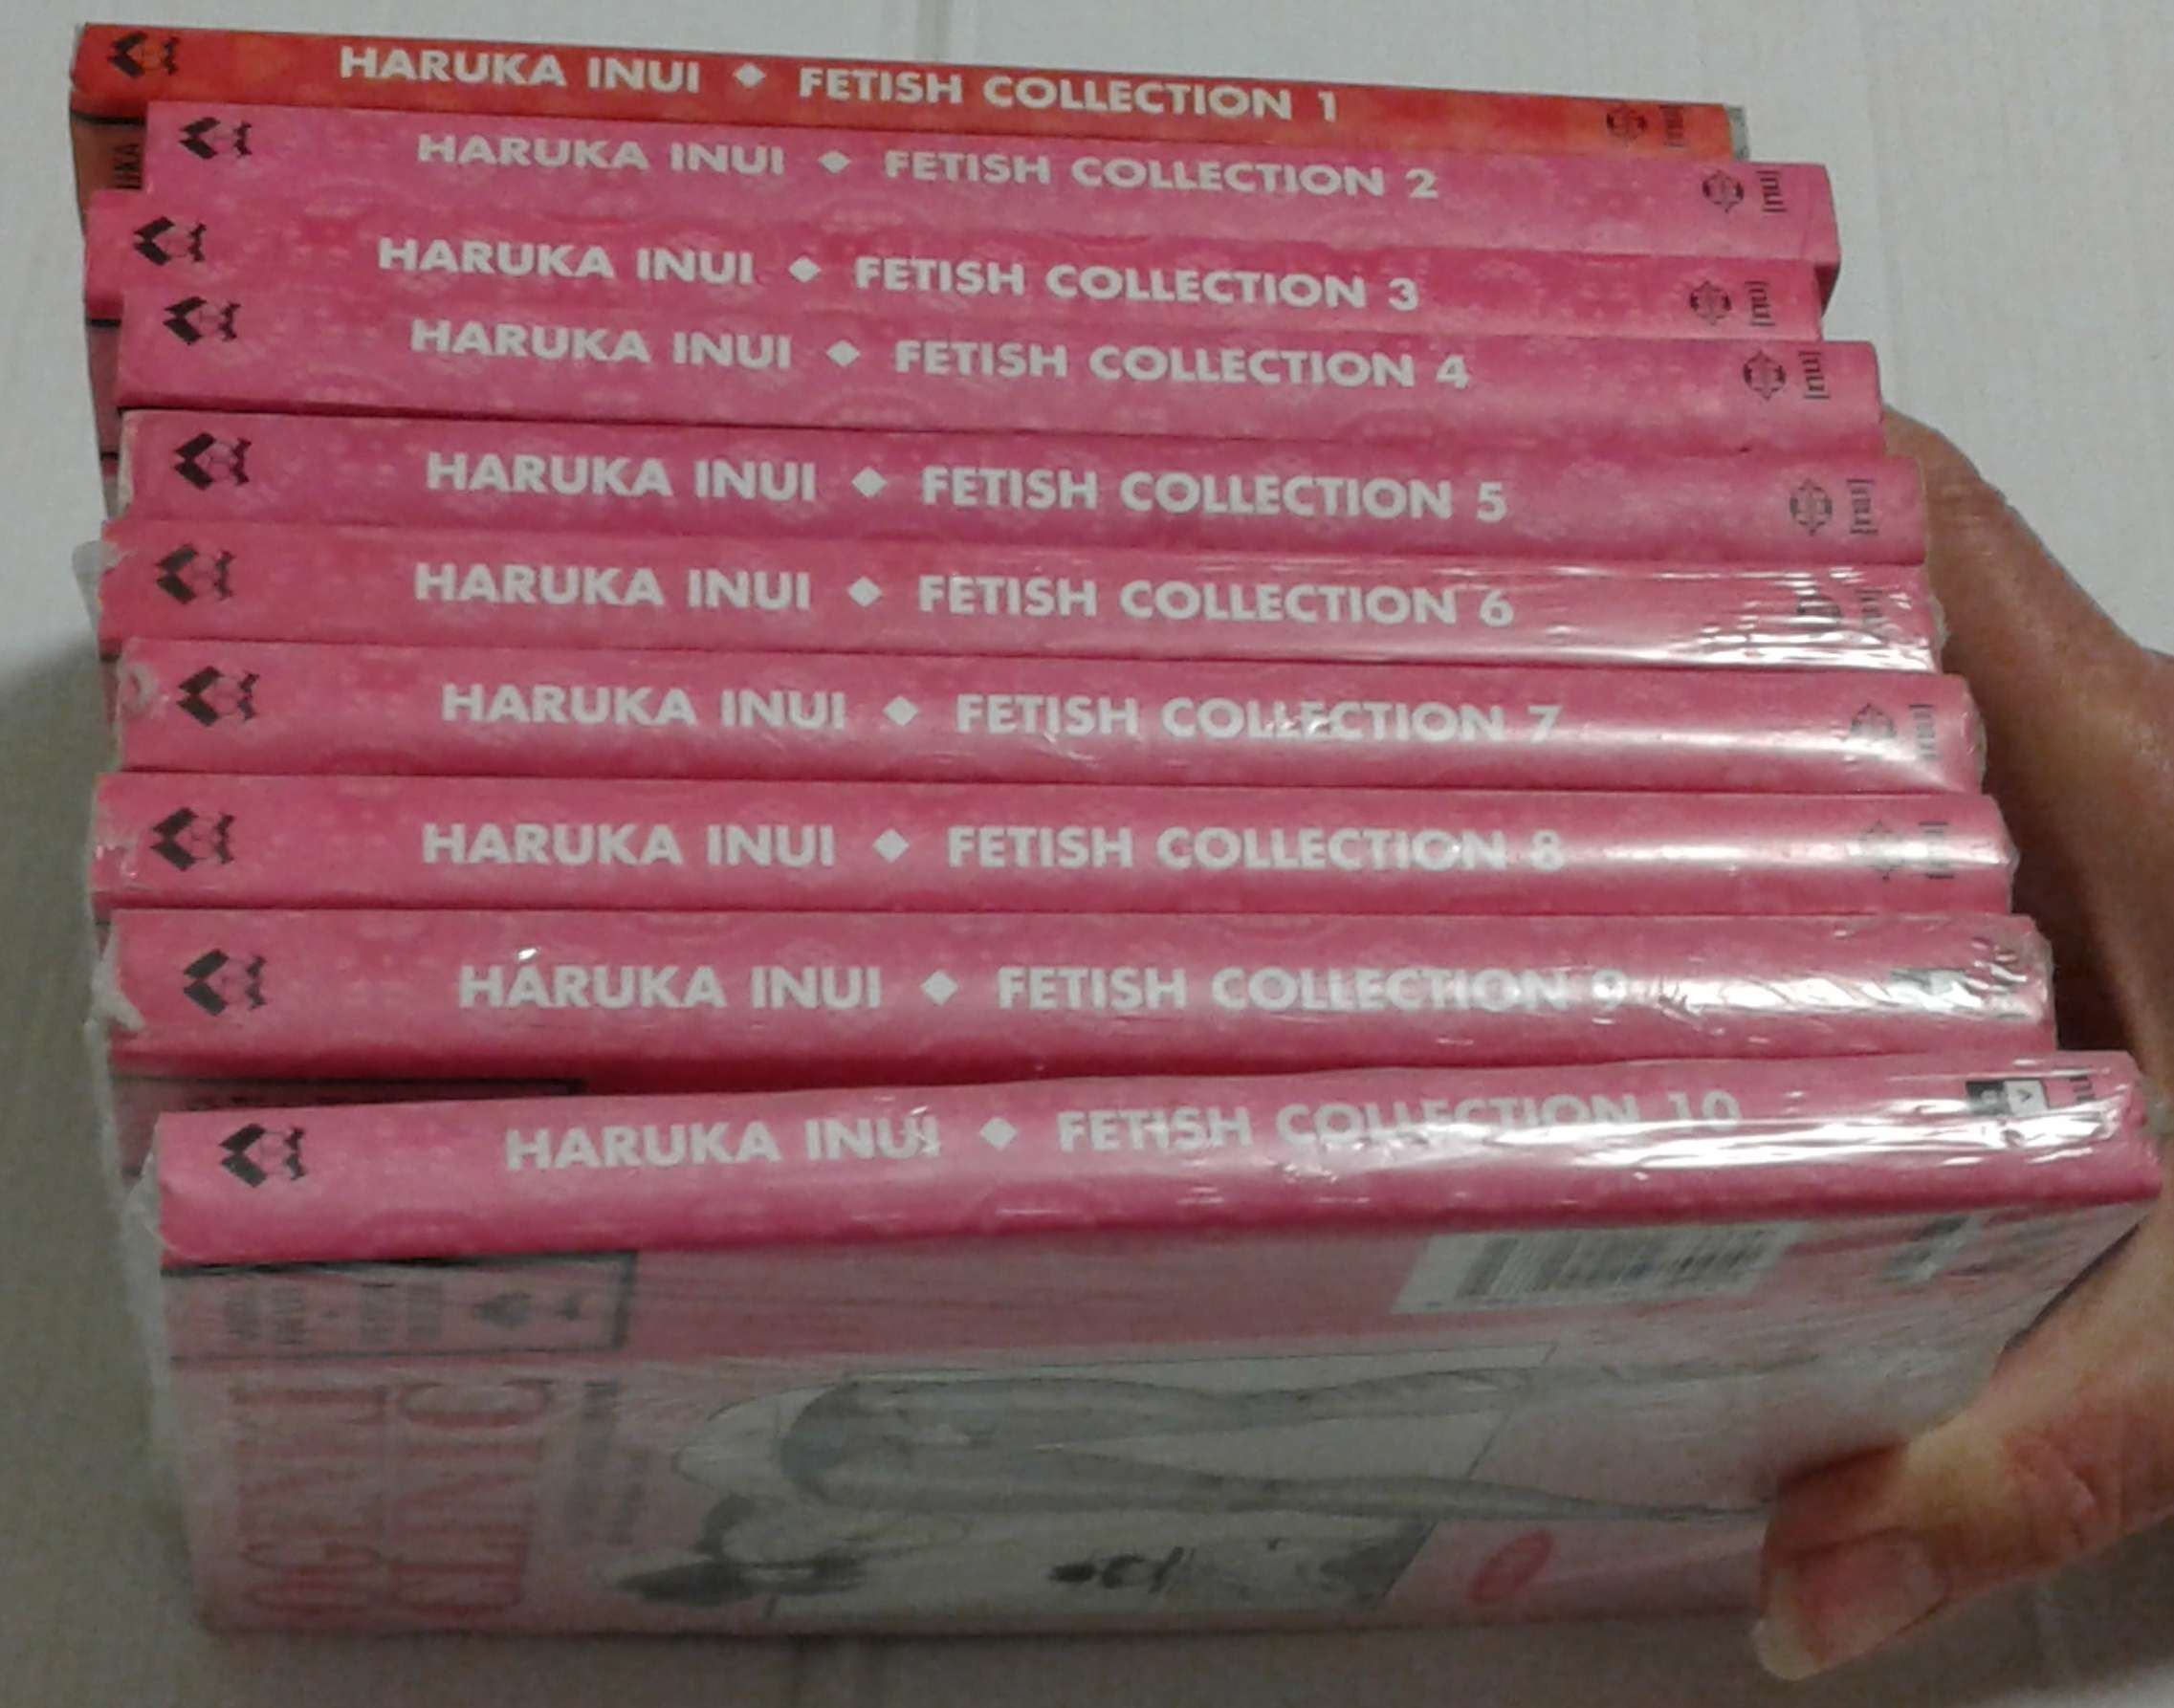 HARUKA INUI ◆ FETISH COLLECTION 1
HARUKA INUI ◆ FETISH COLLECTION 2
HARUKA INUI ◆ FETISH COLLECTION 3
HARUKA INUI ◆ FETISH COLLECTION 4
HARUKA INUI ◆ FETISH COLLECTION 5
HARUKA INUI ◆ FETISH COLLECTION 6
HARUKA INUI ◆ FETISH COLLECTION 7
HARUKA INUI ◆ FETISH COLLECTION 8
HARUKA INUI ◆ FETISH COLLECTION 9
HARUKA INUI ◆ FETISH COLLECTION 10
CLINIC